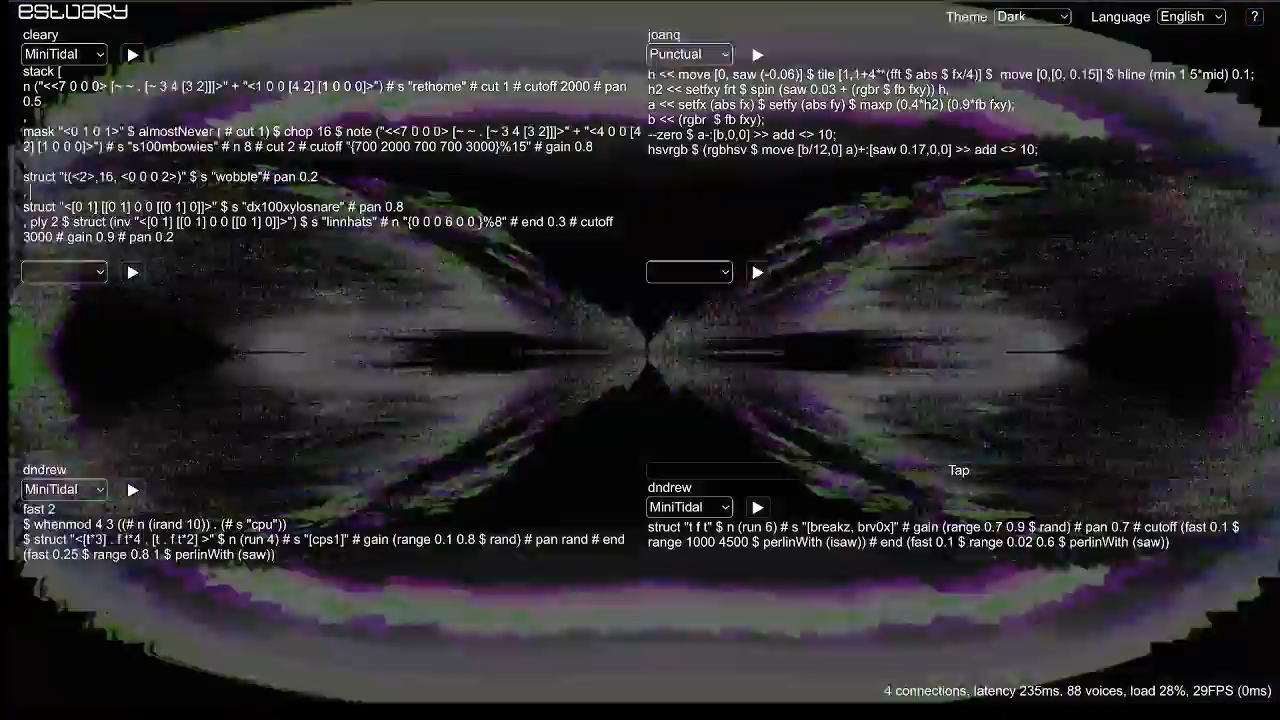 estuary
Theme Dark Language English ?
cleary
MiniTidal
stack [
n ("<<7 0 0 0> [~ ~ . [~ 3 4 [3 2]]]>" + "<1 0 0 [4 2] [1 0 0 0]>") # s "rethome" # cut 1 # cutoff 2000 # pan
0.5
,
mask "<0 1 0 1>" $ almostNever ( # cut 1) $ chop 16 $ note ("<<7 0 0 0> [~ ~ . [~ 3 4 [3 2]]]>" + "<4 0 0 [4
2] [1 0 0 0]>") # s "s100mbowies" # n 8 # cut 2 # cutoff "{700 2000 700 700 3000}%15" # gain 0.8
,
struct "t(<2>,16, <0 0 0 2>)" $ s "wobble"# pan 0.2
,
struct "<[0 1] [[0 1] 0 0 [[0 1] 0]]>" $ s "dx100xylosnare" # pan 0.8
, ply 2 $ struct (inv "<[0 1] [[0 1] 0 0 [[0 1] 0]]>") $ s "linnhats" # n "{0 0 0 6 0 0 }%8" # end 0.3 # cutoff
3000 # gain 0.9 # pan 0.2
joanq
Punctual
h << move [0, saw (-0.06)] $ tile [1,1+4**(fft $ abs $ fx/4)] $  move [0,[0, 0.15]] $ hline (min 1 5*mid) 0.1;
h2 << setfxy frt $ spin (saw 0.03 + (rgbr $ fb fxy)) h,
a << setfx (abs fx) $ setfy (abs fy) $ maxp (0.4*h2) (0.9*fb fxy);
b << (rgbr  $ fb fxy);
--zero $ a-:[b,0,0] >> add <> 10;
hsvrgb $ (rgbhsv $ move [b/12,0] a)+:[saw 0.17,0,0] >> add <> 10;
dndrew
MiniTidal
fast 2
$ whenmod 4 3 ((# n (irand 10)) . (# s "cpu"))
$ struct "<[t*3] . f t*4 . [t . f t*2] >" $ n (run 4) # s "[cps1]" # gain (range 0.1 0.8 $ rand) # pan rand # end
(fast 0.25 $ range 0.8 1 $ perlinWith (saw))
Tap
dndrew
MiniTidal
struct "t f t" $ n (run 6) # s "[breakz, brv0x]" # gain (range 0.7 0.9 $ rand) # pan 0.7 # cutoff (fast 0.1 $
range 1000 4500 $ perlinWith (isaw)) # end (fast 0.1 $ range 0.02 0.6 $ perlinWith (saw))
4 connections, latency 235ms. 88 voices, load 28%, 29FPS (0ms)